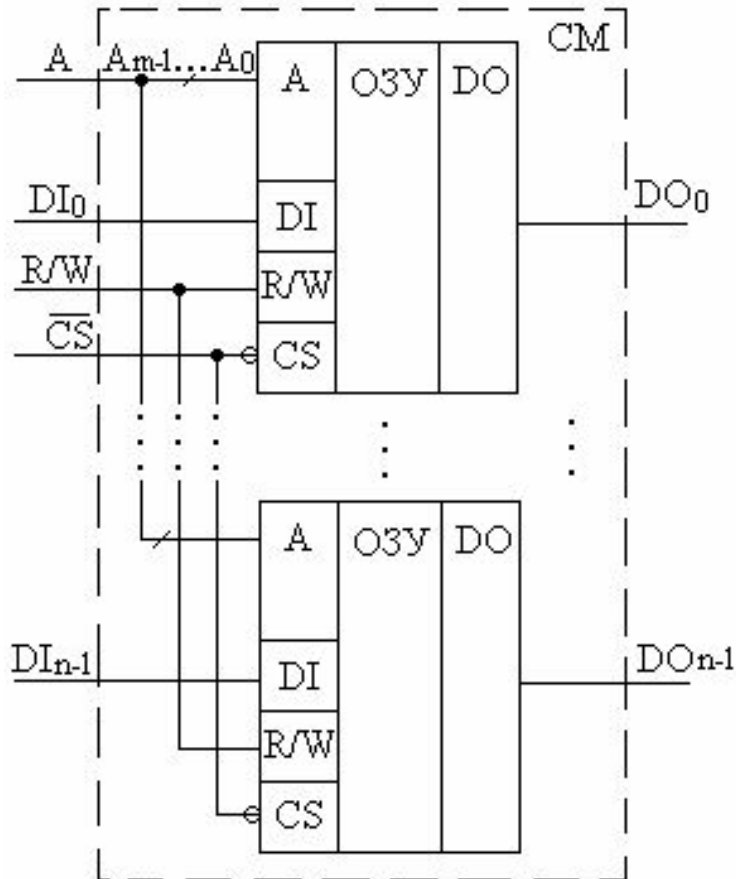 A Am-1...A0 A ОЗУ DO CM
DI0 DI DO0
R/W R/W
CS CS
A ОЗУ DO
DIn-1 DI DOn-1
R/W
CS